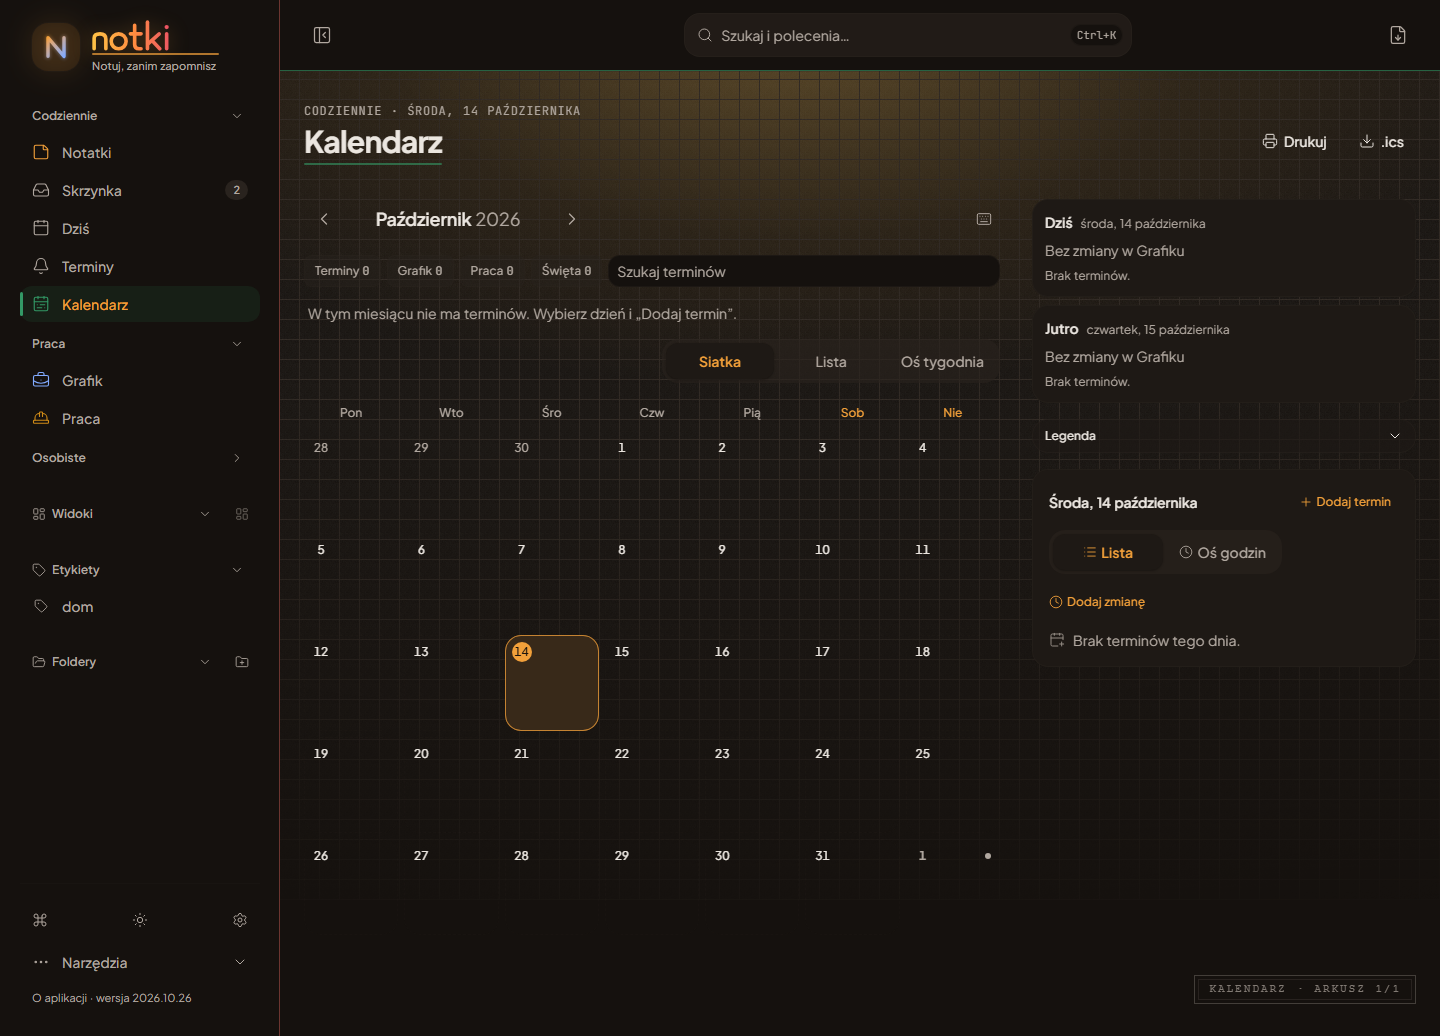 N notki
Notuj, zanim zapomnisz
Codziennie
Notatki
Skrzynka 2
Dziś
Terminy
Kalendarz
Praca
Grafik
Praca
Osobiste
Widoki
Etykiety
dom
Foldery
Narzędzia
O aplikacji · wersja 2026.10.26
Szukaj i polecenia... Ctrl+K
CODZIENNIE · ŚRODA, 14 PAŹDZIERNIKA
Kalendarz
Drukuj .ics
Październik 2026
Terminy 0 Grafik 0 Praca 0 Święta 0 Szukaj terminów
W tym miesiącu nie ma terminów. Wybierz dzień i „Dodaj termin”.
Siatka Lista Oś tygodnia
Pon Wto Śro Czw Pią Sob Nie
28 29 30 1 2 3 4
5 6 7 8 9 10 11
12 13 14 15 16 17 18
19 20 21 22 23 24 25
26 27 28 29 30 31 1
Dziś środa, 14 października
Bez zmiany w Grafiku
Brak terminów.
Jutro czwartek, 15 października
Bez zmiany w Grafiku
Brak terminów.
Legenda
Środa, 14 października Dodaj termin
Lista Oś godzin
Dodaj zmianę
Brak terminów tego dnia.
KALENDARZ · ARKUSZ 1/1